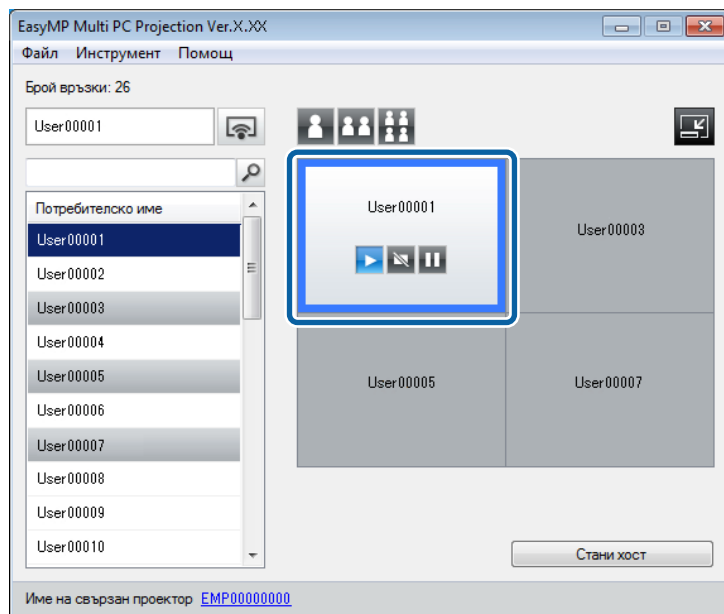 EasyMP Multi PC Projection Ver.X.XX
Файл Инструмент Помощ
Брой връзки: 26
User00001
Потребителско име
User00001
User00002
User00003
User00004
User00005
User00006
User00007
User00008
User00009
User00010
User00001
User00003
User00005
User00007
Стани хост
Име на свързан проектор EMP00000000